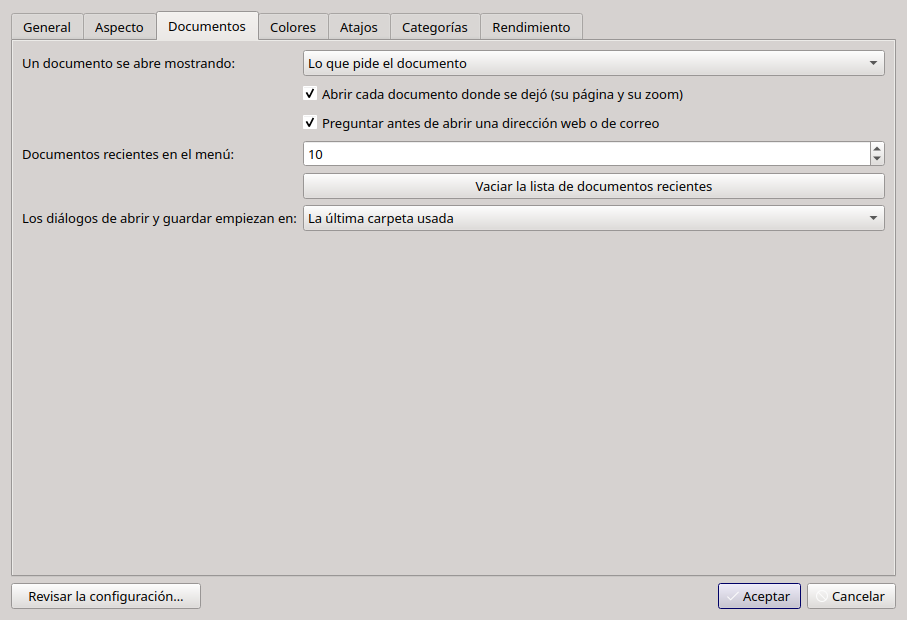 General Aspecto Documentos Colores Atajos Categorías Rendimiento
Un documento se abre mostrando: Lo que pide el documento
Abrir cada documento donde se dejó (su página y su zoom)
Preguntar antes de abrir una dirección web o de correo
Documentos recientes en el menú: 10
Vaciar la lista de documentos recientes
Los diálogos de abrir y guardar empiezan en: La última carpeta usada
Revisar la configuración... Aceptar Cancelar